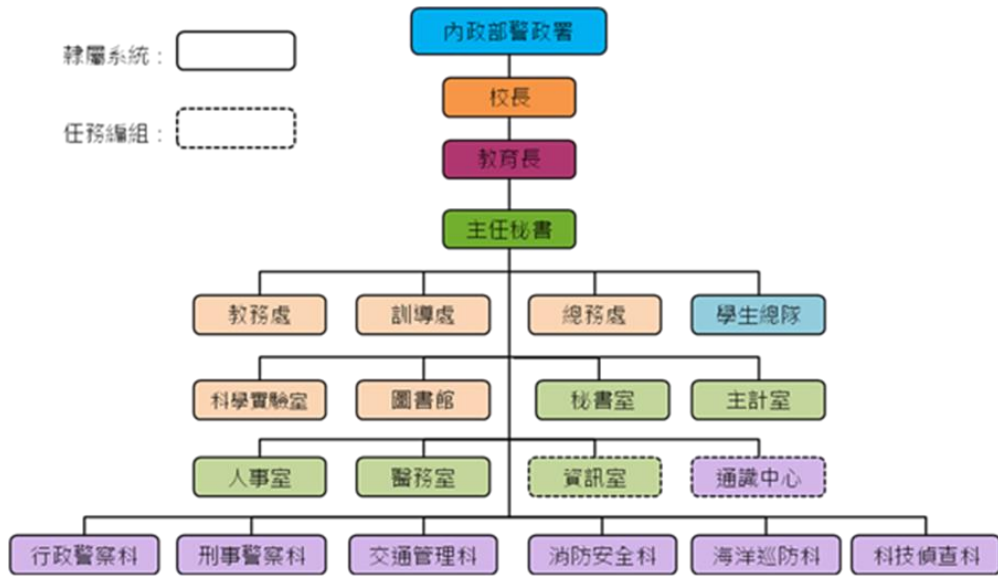 內政部警政署
隸屬系統：
校長
任務編組：
教育長
主任秘書
教務處
訓導處
總務處
學生總隊
科學實驗室
圖書館
秘書室
主計室
人事室
醫務室
資訊室
通識中心
行政警察科
刑事警察科
交通管理科
消防安全科
海洋巡防科
科技偵查科